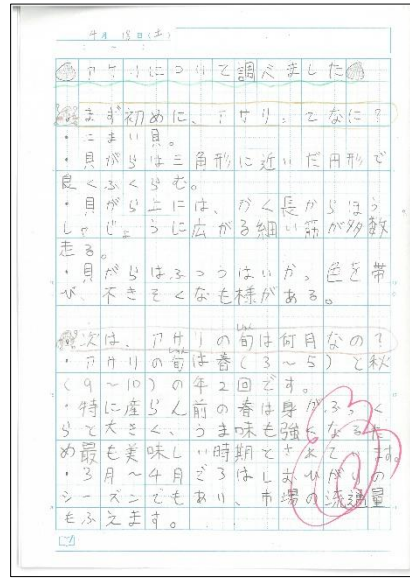 4月18日(土)
アサリについて調べました
まず初めに、アサリってなに?
・二まい貝。
・貝がらは三角形に近いだ円形で
良くふくらむ。
・貝がら上には、かく長からほう
しゃじょうに広がる細い筋が多数
走る。
・貝がらはふつうはいか、色を帯
び、不きそくなも様がある。
次は、アサリの旬は何月なの?
しゅん
・アサリの旬は春(3~5)と秋
しゅん
(9~10)の年2回です。
・特に産らん前の春は身がふっく
らと大きく、うま味も強くなるた
め最も美味しい時期とされています。
・3月~4月ごろはしおひがりの
シーズンでもあり、市場の流通量
もふえます。